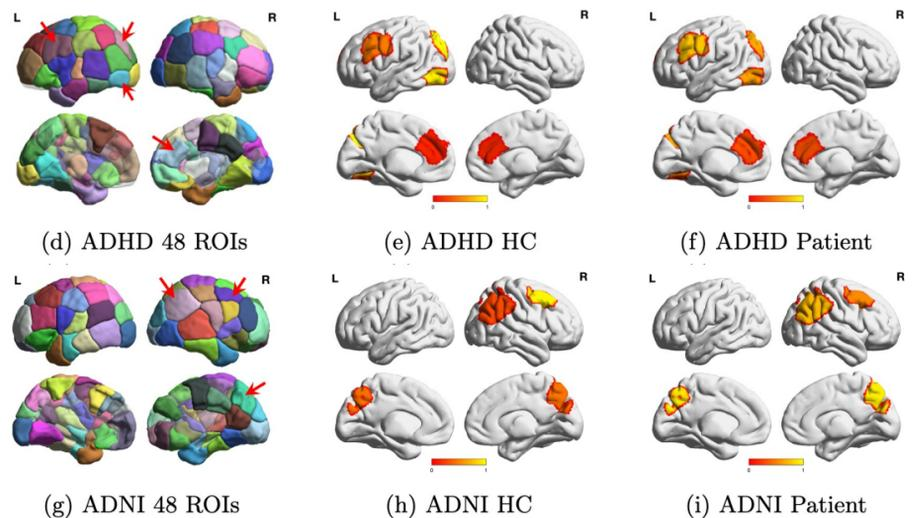 L R L R L R
0 1 0 1
(d) ADHD 48 ROIs (e) ADHD HC (f) ADHD Patient
L R L R L R
0 1 0 1
(g) ADNI 48 ROIs (h) ADNI HC (i) ADNI Patient